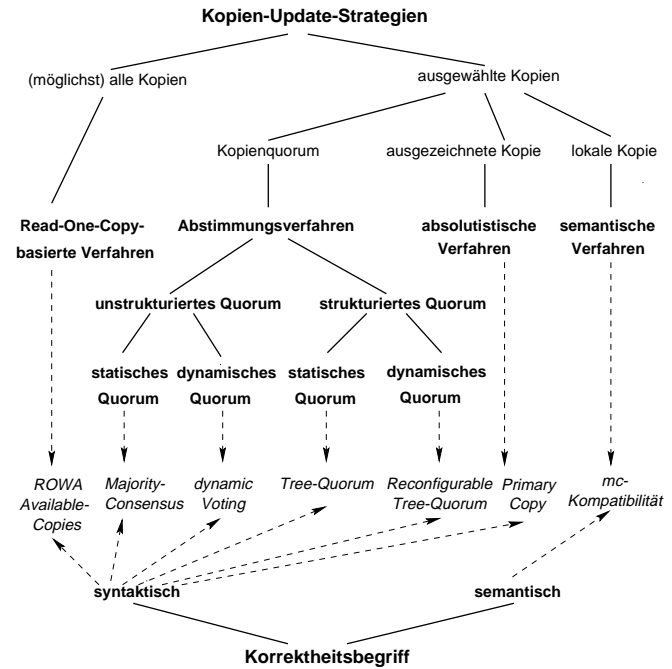 Kopien-Update-Strategien
(möglichst) alle Kopien
ausgewählte Kopien
Kopienquorum
ausgezeichnete Kopie
lokale Kopie
Read-One-Copy-
basierte Verfahren
Abstimmungsverfahren
absolutistische
Verfahren
semantische
Verfahren
unstrukturiertes Quorum
strukturiertes Quorum
statisches
Quorum
dynamisches
Quorum
statisches
Quorum
dynamisches
Quorum
ROWA
Available-
Copies
Majority-
Consensus
dynamic
Voting
Tree-Quorum
Reconfigurable
Tree-Quorum
Primary
Copy
mc-
Kompatibilität
syntaktisch
semantisch
Korrektheitsbegriff